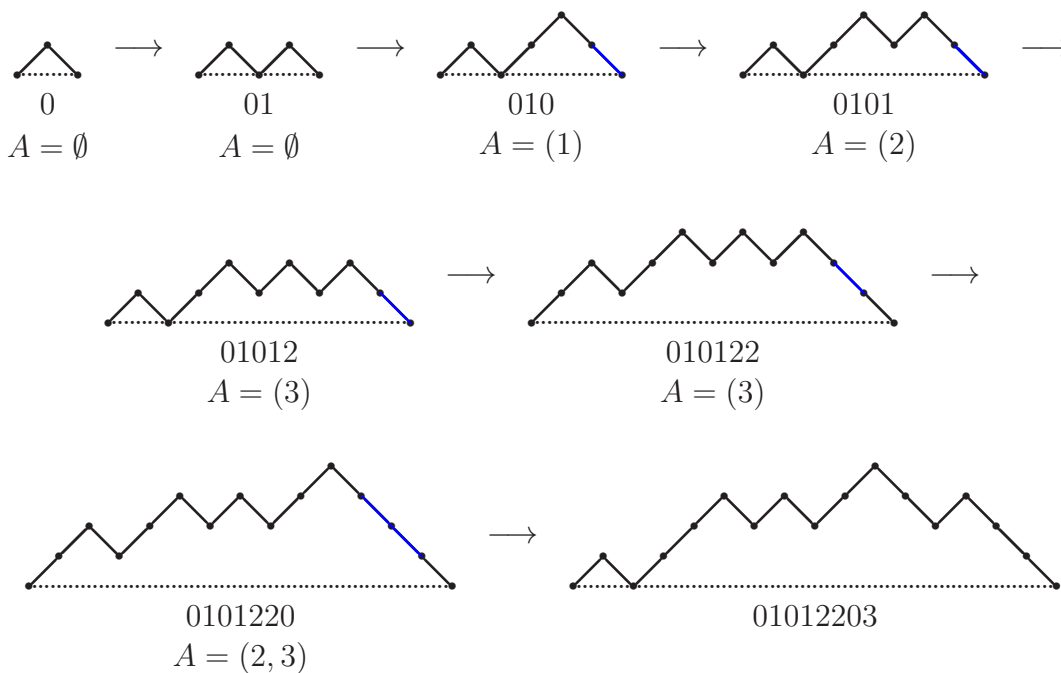 0 01 010 0101
A = ∅ A = ∅ A = (1) A = (2)
01012 010122
A = (3) A = (3)
0101220 01012203
A = (2, 3)